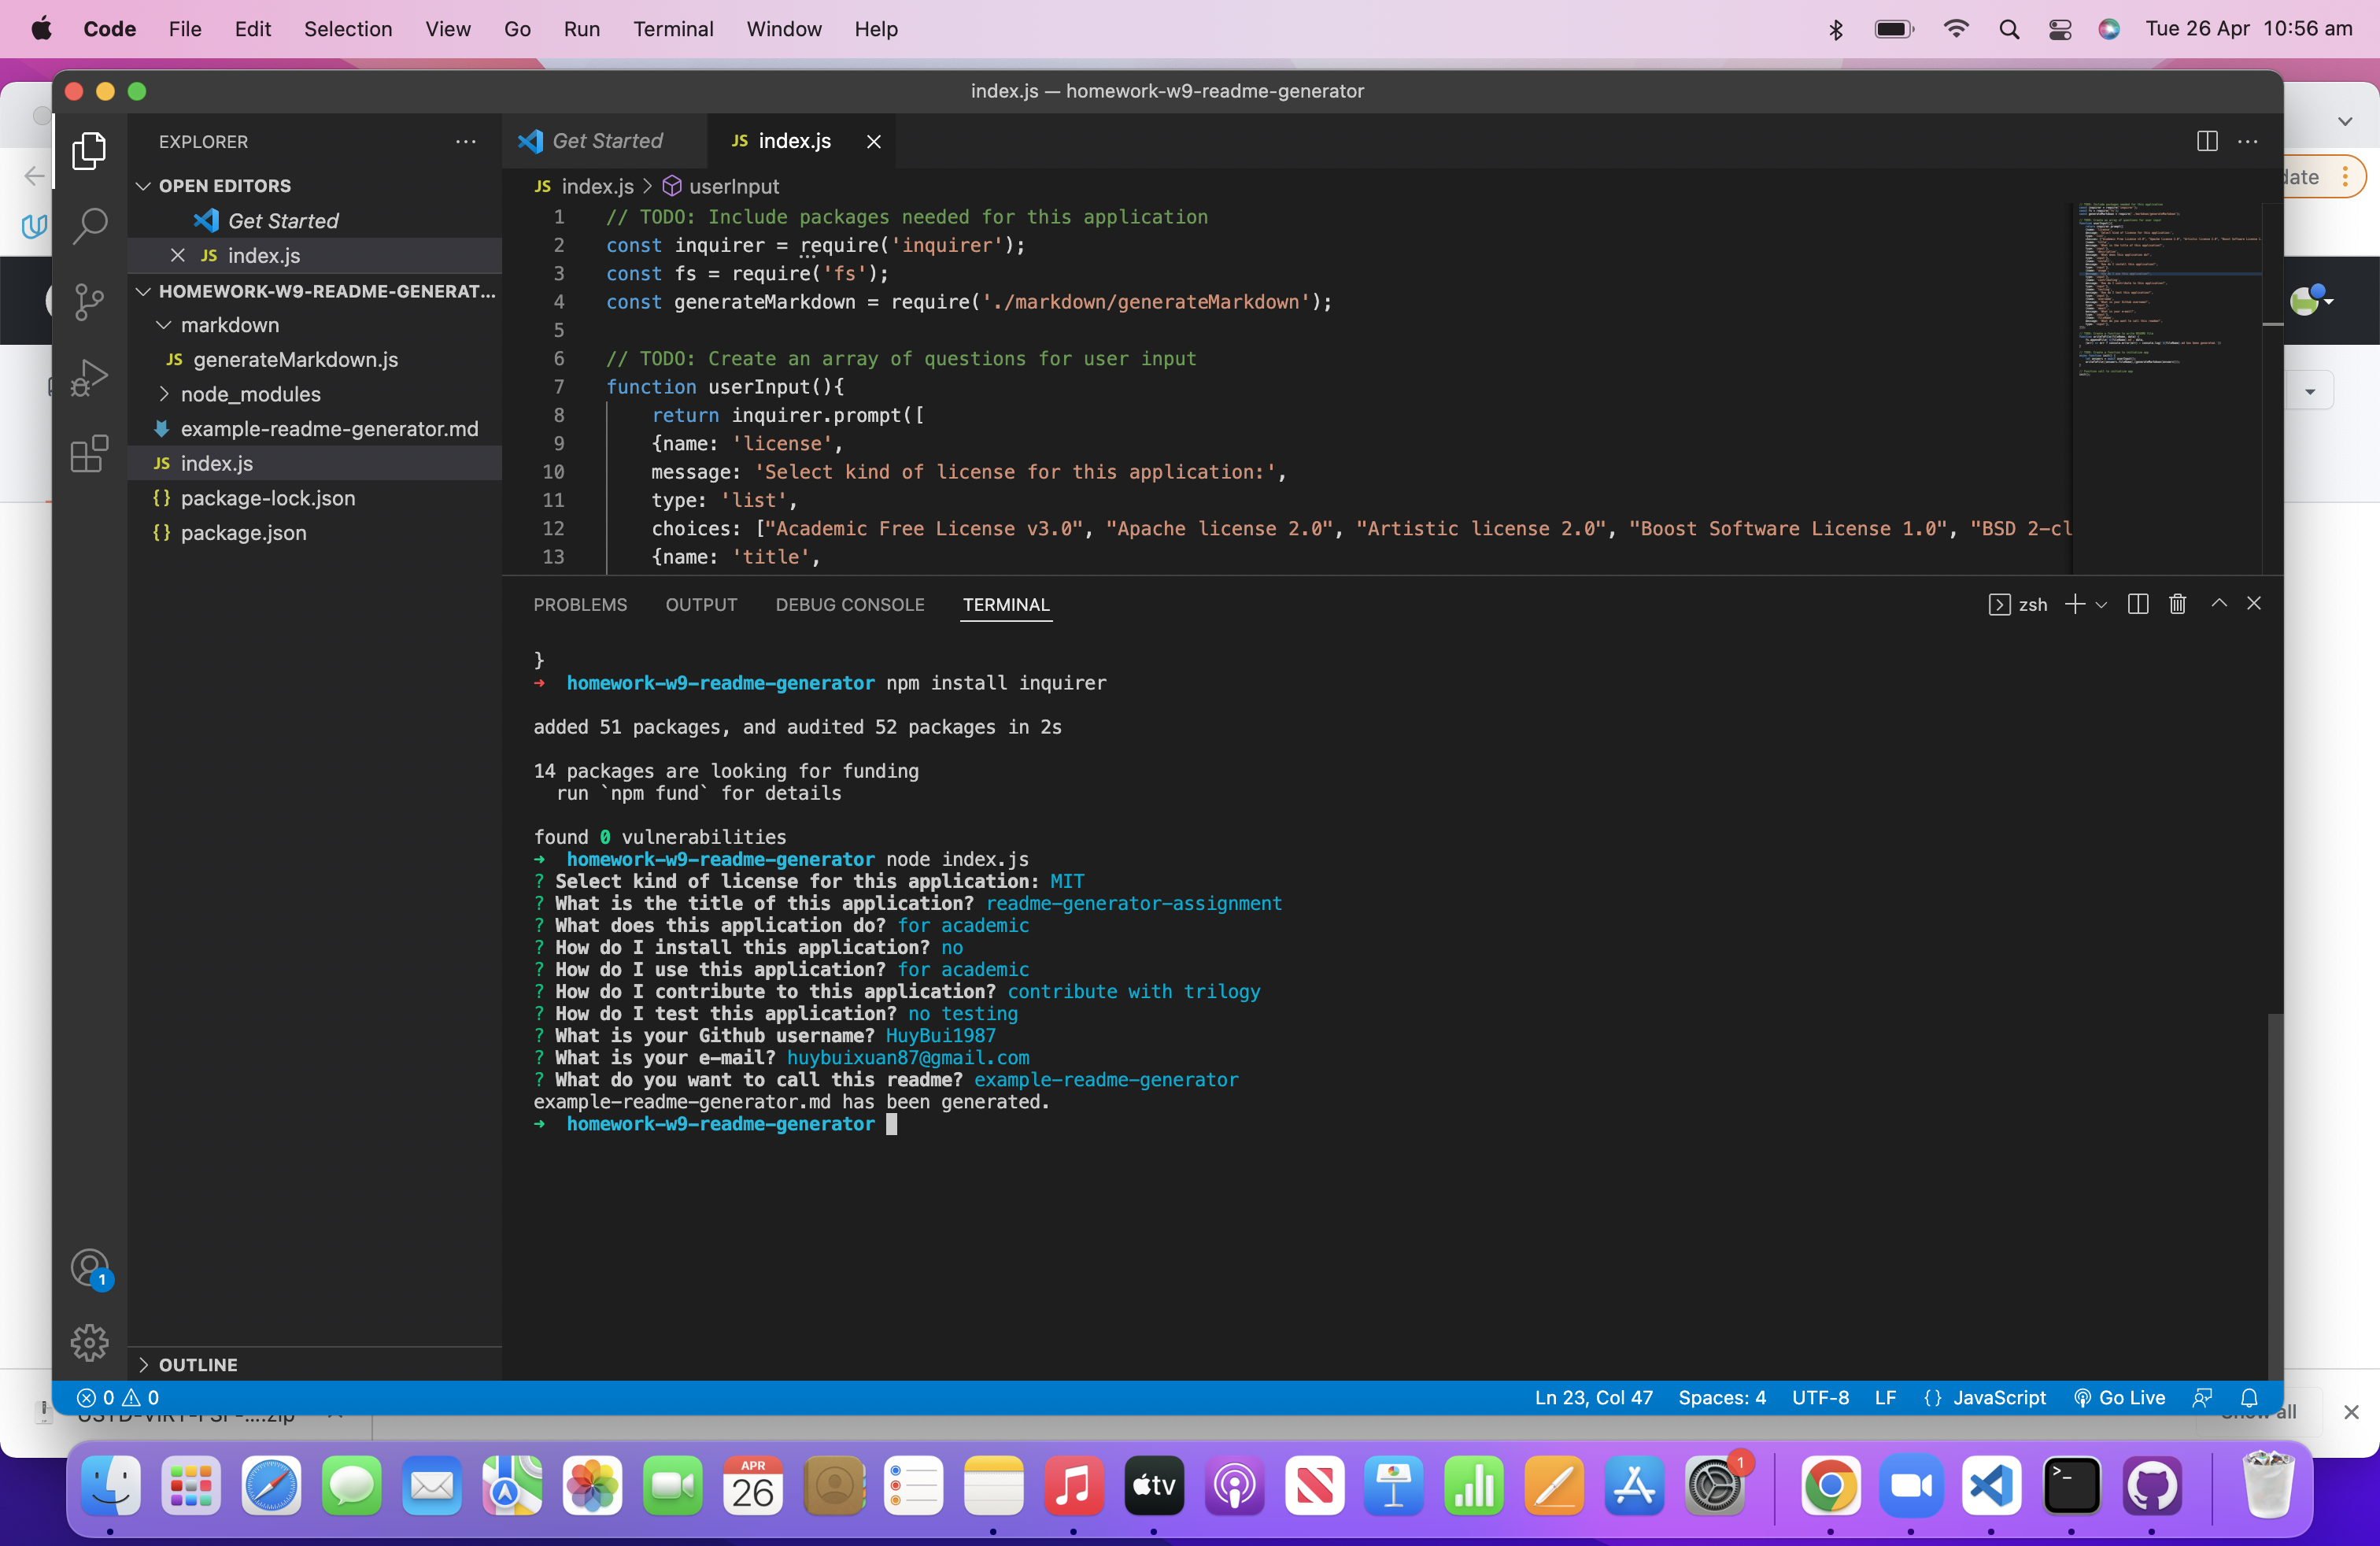 Code File Edit Selection View Go Run Terminal Window Help Tue 26 Apr 10:56 am
index.js — homework-w9-readme-generator
EXPLORER
OPEN EDITORS
Get Started
JS index.js
HOMEWORK-W9-README-GENERAT...
markdown
JS generateMarkdown.js
node_modules
example-readme-generator.md
JS index.js
{} package-lock.json
{} package.json
OUTLINE
Get Started JS index.js
JS index.js > userInput
1 // TODO: Include packages needed for this application
2 const inquirer = require('inquirer');
3 const fs = require('fs');
4 const generateMarkdown = require('./markdown/generateMarkdown');
5
6 // TODO: Create an array of questions for user input
7 function userInput(){
8 return inquirer.prompt([
9 {name: 'license',
10 message: 'Select kind of license for this application:',
11 type: 'list',
12 choices: ["Academic Free License v3.0", "Apache license 2.0", "Artistic license 2.0", "Boost Software License 1.0", "BSD 2-cl
13 {name: 'title',
PROBLEMS OUTPUT DEBUG CONSOLE TERMINAL zsh
}
➜ homework-w9-readme-generator npm install inquirer
added 51 packages, and audited 52 packages in 2s
14 packages are looking for funding
run `npm fund` for details
found 0 vulnerabilities
➜ homework-w9-readme-generator node index.js
? Select kind of license for this application: MIT
? What is the title of this application? readme-generator-assignment
? What does this application do? for academic
? How do I install this application? no
? How do I use this application? for academic
? How do I contribute to this application? contribute with trilogy
? How do I test this application? no testing
? What is your Github username? HuyBui1987
? What is your e-mail? huybuixuan87@gmail.com
? What do you want to call this readme? example-readme-generator
example-readme-generator.md has been generated.
➜ homework-w9-readme-generator
1
0 0 Ln 23, Col 47 Spaces: 4 UTF-8 LF {} JavaScript Go Live
date
all
APR
26
tv
1